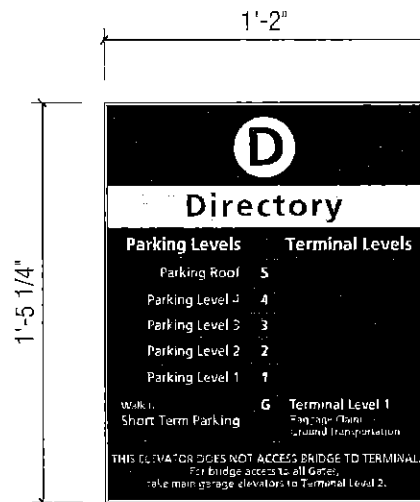 1'-2"
1'-5 1/4"
D
Directory
Parking Levels Terminal Levels
Parking Roof 5
Parking Level 4 4
Parking Level 3 3
Parking Level 2 2
Parking Level 1 1
G Terminal Level 1
Short Term Parking
Baggage Claim
Ground Transportation
THIS ELEVATOR DOES NOT ACCESS BRIDGE TO TERMINAL.
For bridge access to all Gates,
take main garage elevators to Terminal Level 2.